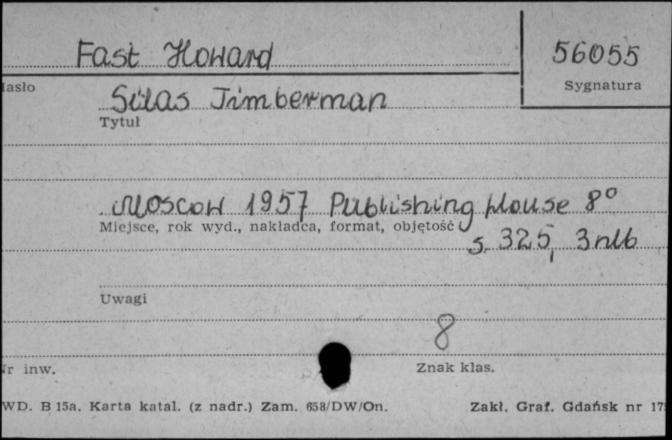 Fast Howard
56055
Hasło
Sygnatura
Silas Timberman
Tytuł
Moscow 1957 Publishing House 8°
Miejsce, rok wyd., nakładca, format, objętość
s. 325, 3 nlb
Uwagi
8
Nr inw.
Znak klas.
WD. B 15a. Karta katal. (z nadr.) Zam. 658/DW/On.
Zakł. Graf. Gdańsk nr 17